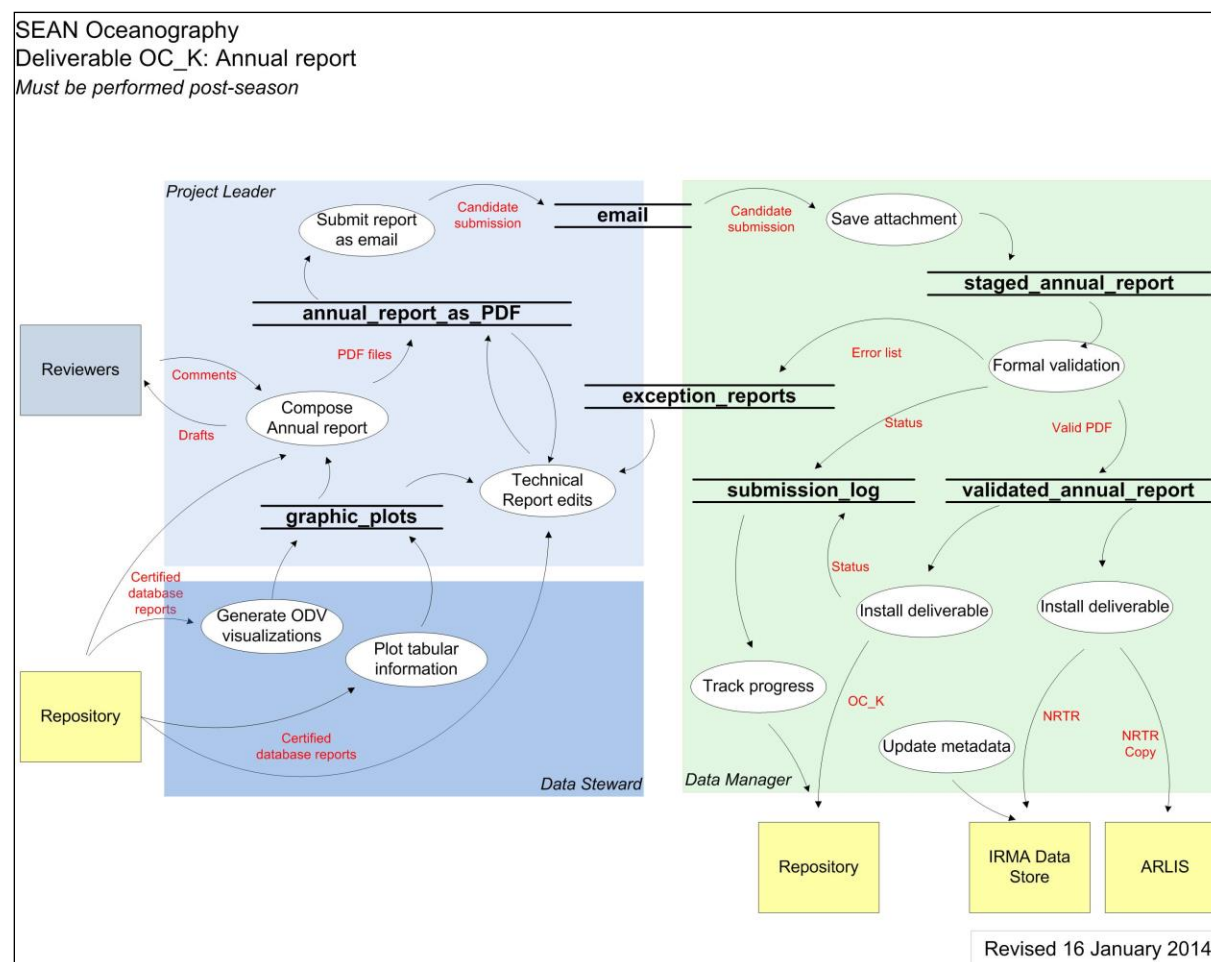 SEAN Oceanography
Deliverable OC_K: Annual report
Must be performed post-season
Project Leader
Submit report
as email
Candidate
submission
email
Candidate
submission
Save attachment
staged_annual_report
annual_report_as_PDF
Reviewers
Comments
Drafts
PDF files
Compose
Annual report
Error list
Formal validation
exception_reports
Status
Valid PDF
Technical
Report edits
submission_log
validated_annual_report
graphic_plots
Certified
database
reports
Generate ODV
visualizations
Plot tabular
information
Status
Install deliverable
Install deliverable
Repository
Certified
database reports
Track progress
OC_K
NRTR
NRTR
Copy
Update metadata
Data Steward
Data Manager
Repository
IRMA Data
Store
ARLIS
Revised 16 January 2014